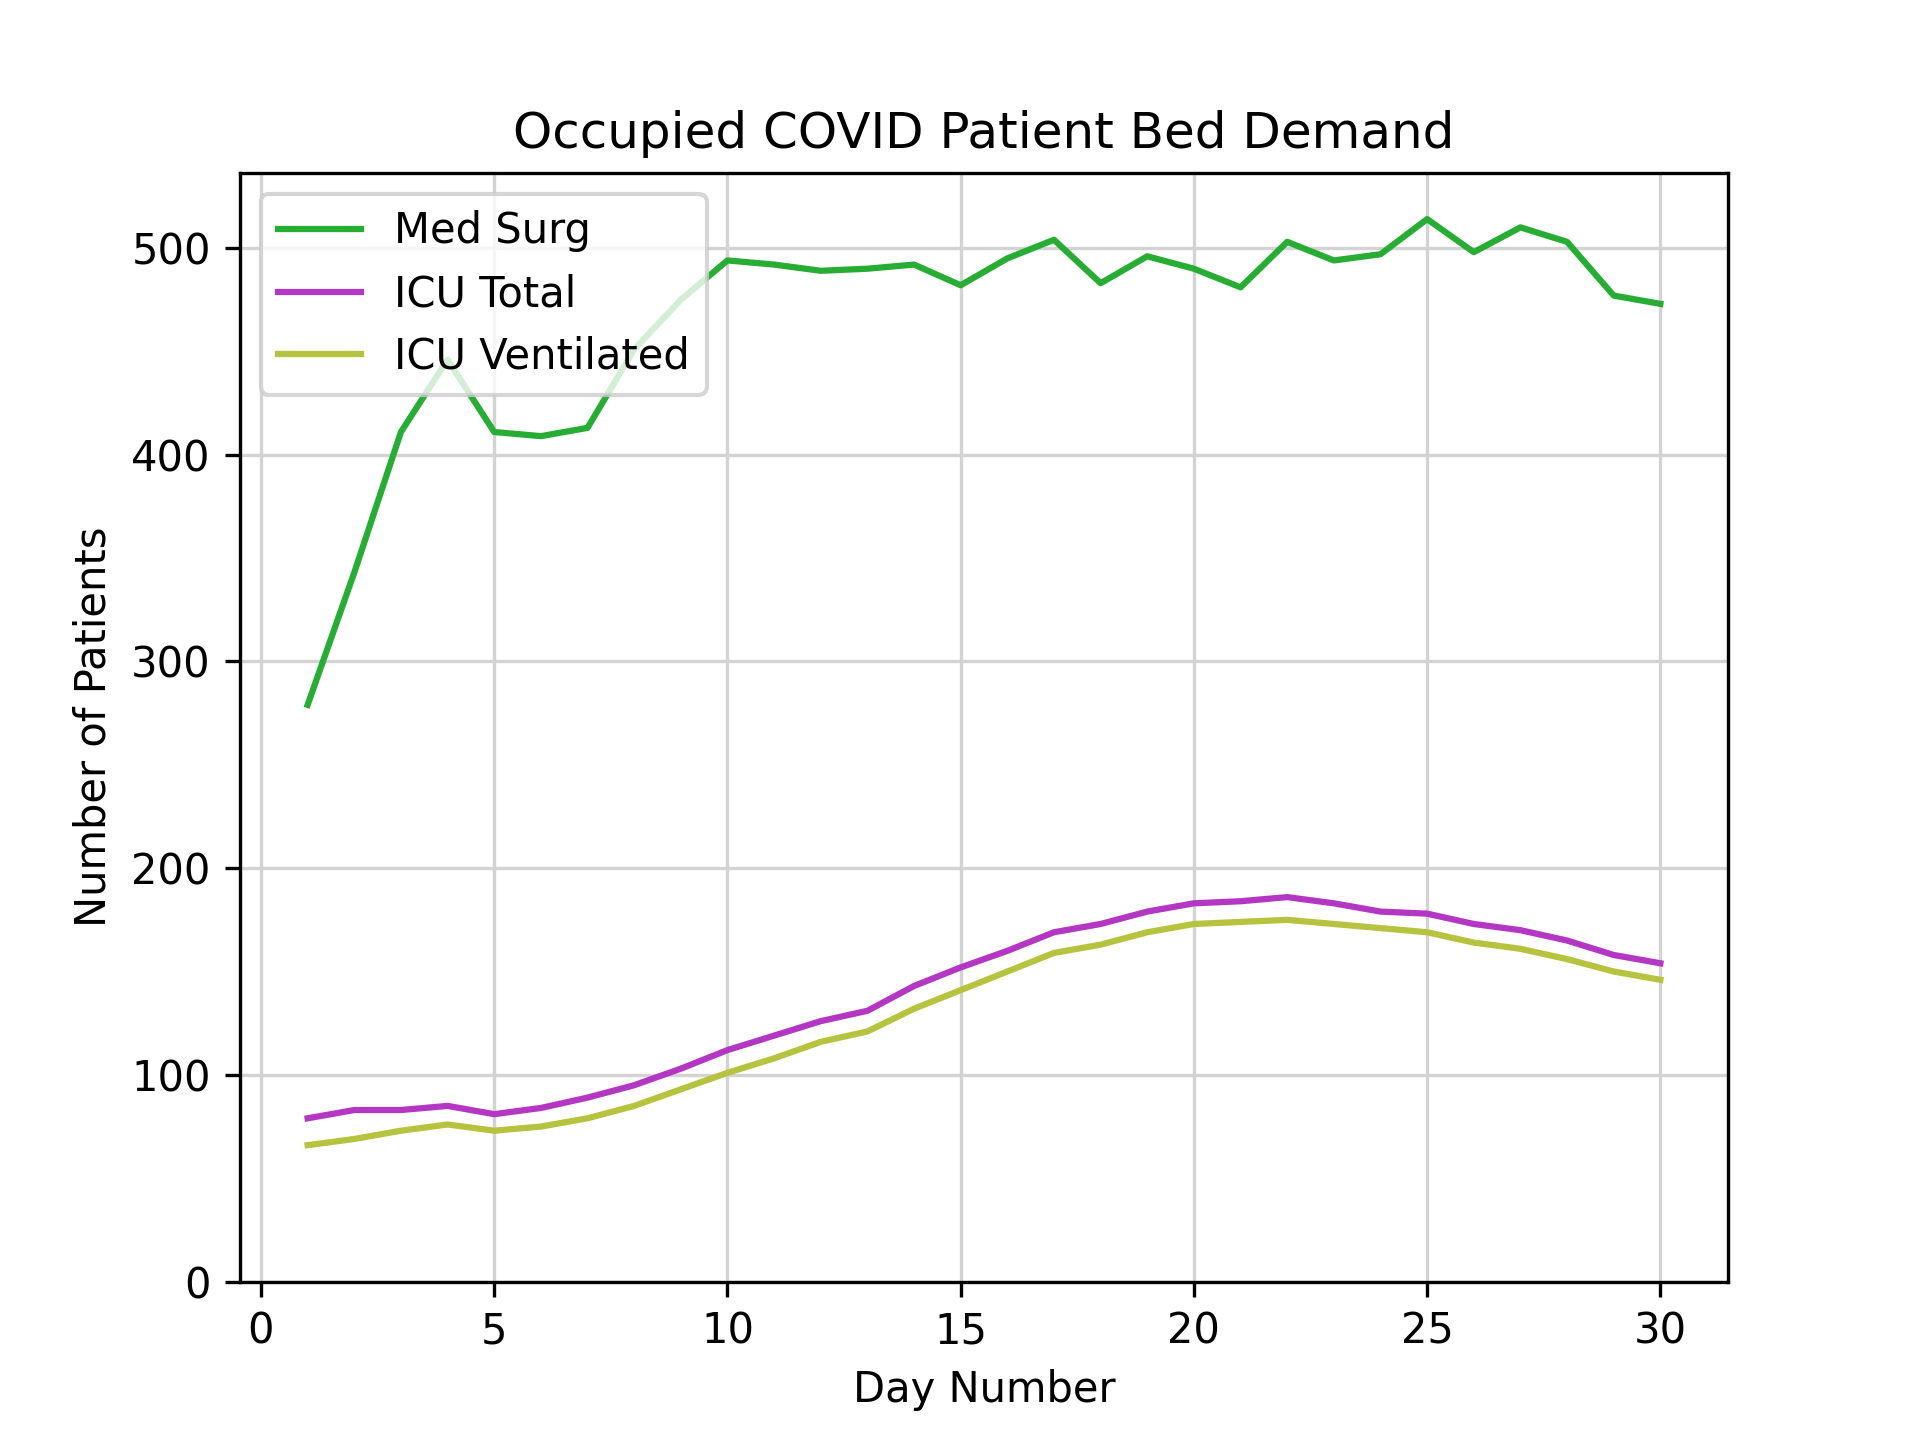 Occupied COVID Patient Bed Demand
Med Surg
ICU Total
ICU Ventilated
500
400
300
200
100
0
Number of Patients
0 5 10 15 20 25 30
Day Number